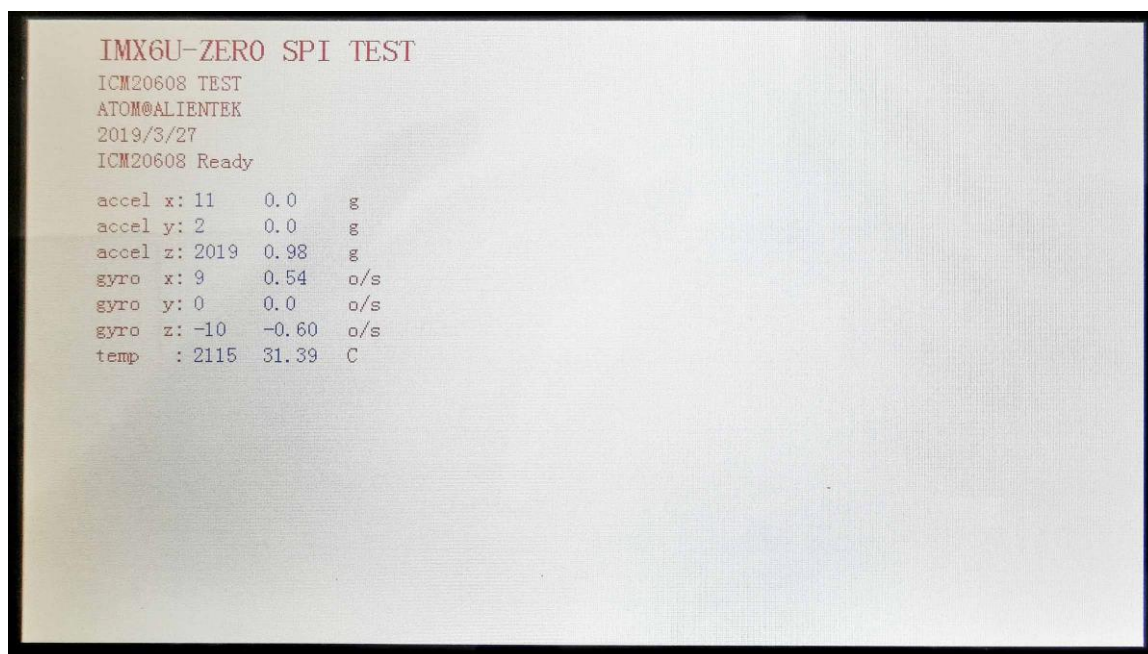 IMX6U-ZERO SPI TEST
ICM20608 TEST
ATOM@ALIENTEK
2019/3/27
ICM20608 Ready
accel x: 11 0.0 g
accel y: 2 0.0 g
accel z: 2019 0.98 g
gyro x: 9 0.54 o/s
gyro y: 0 0.0 o/s
gyro z: -10 -0.60 o/s
temp : 2115 31.39 C